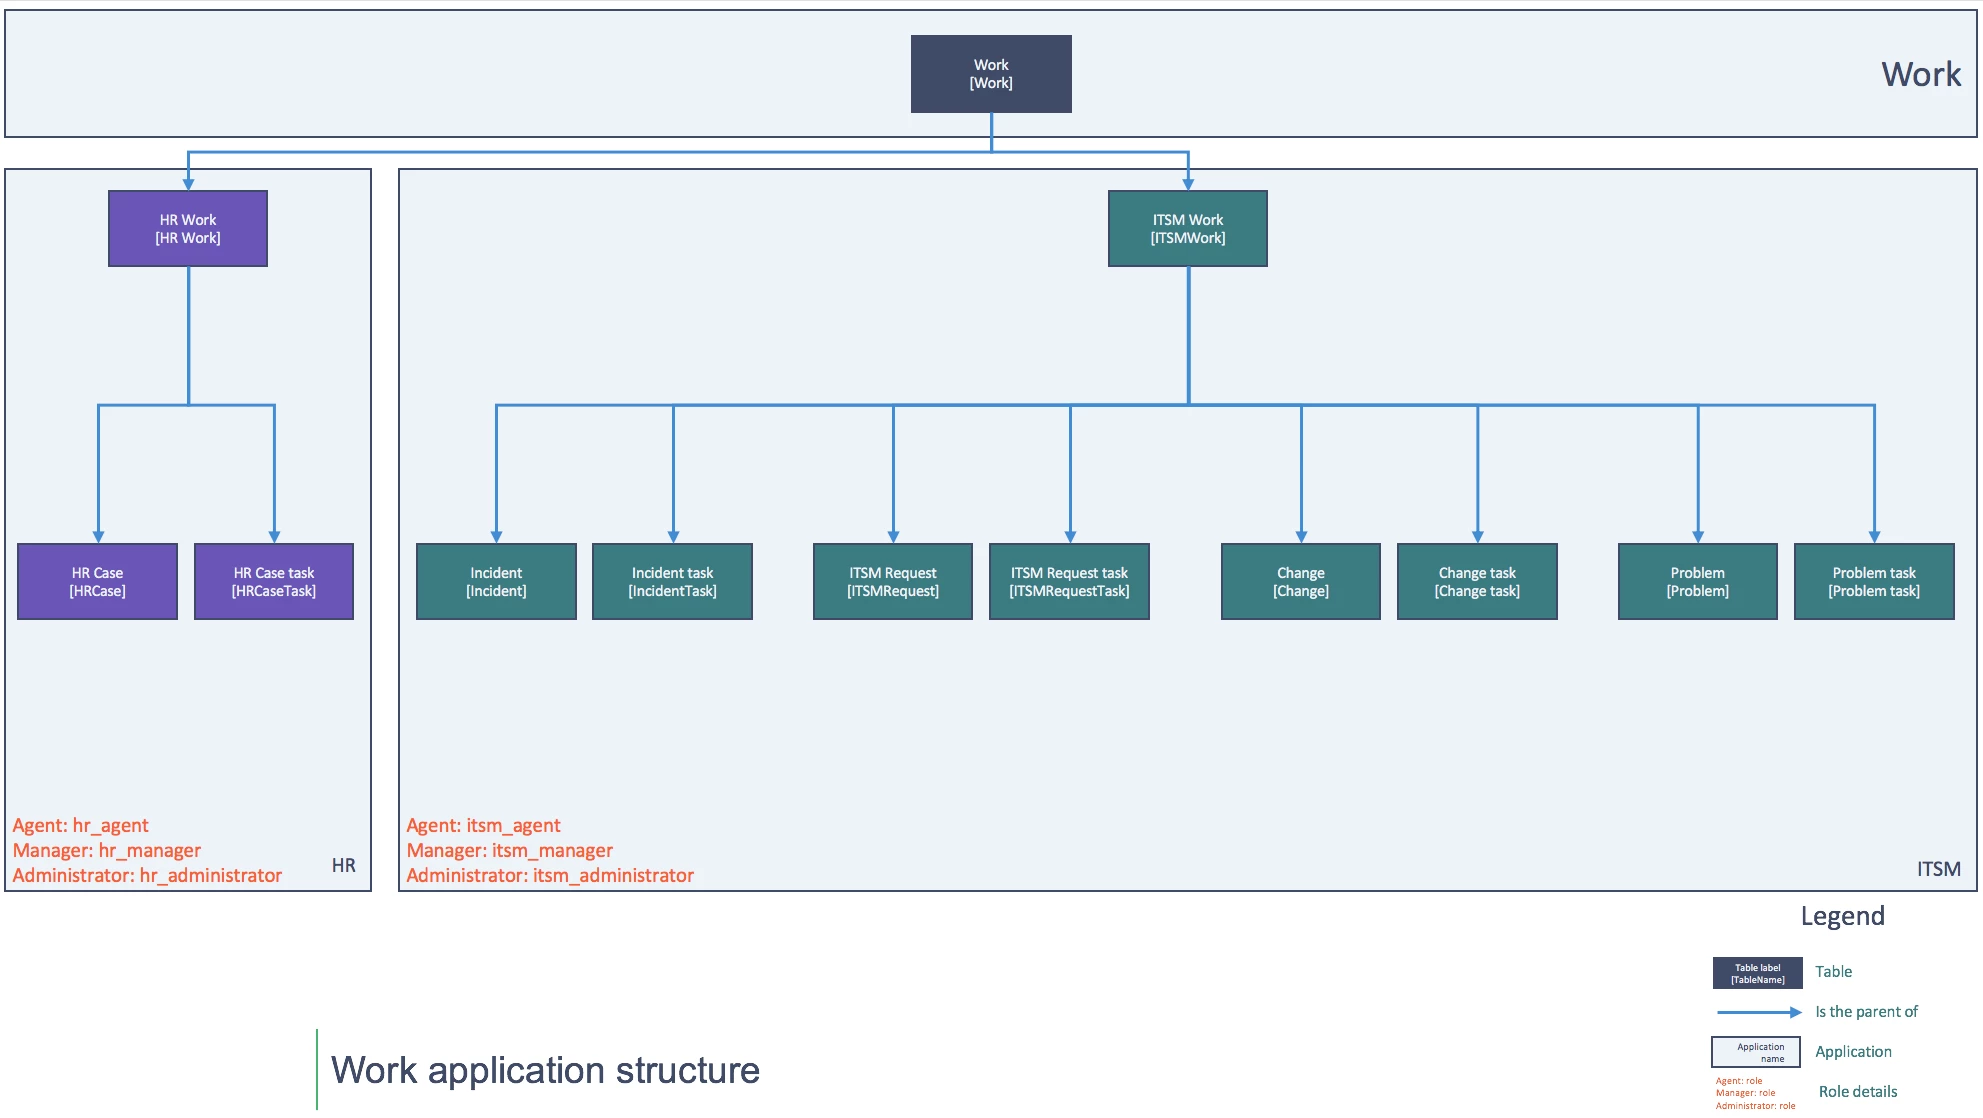 Work
[Work]
Work
HR Work
[HR Work]
ITSM Work
[ITSMWork]
HR Case
[HRCase]
HR Case task
[HRCaseTask]
Incident
[Incident]
Incident task
[IncidentTask]
ITSM Request
[ITSMRequest]
ITSM Request task
[ITSMRequestTask]
Change
[Change]
Change task
[Change task]
Problem
[Problem]
Problem task
[Problem task]
Agent: hr_agent
Manager: hr_manager
Administrator: hr_administrator
HR
Agent: itsm_agent
Manager: itsm_manager
Administrator: itsm_administrator
ITSM
Legend
Table label
[TableName]
Table
Is the parent of
Application
name
Application
Agent: role
Manager: role
Administrator: role
Role details
Work application structure